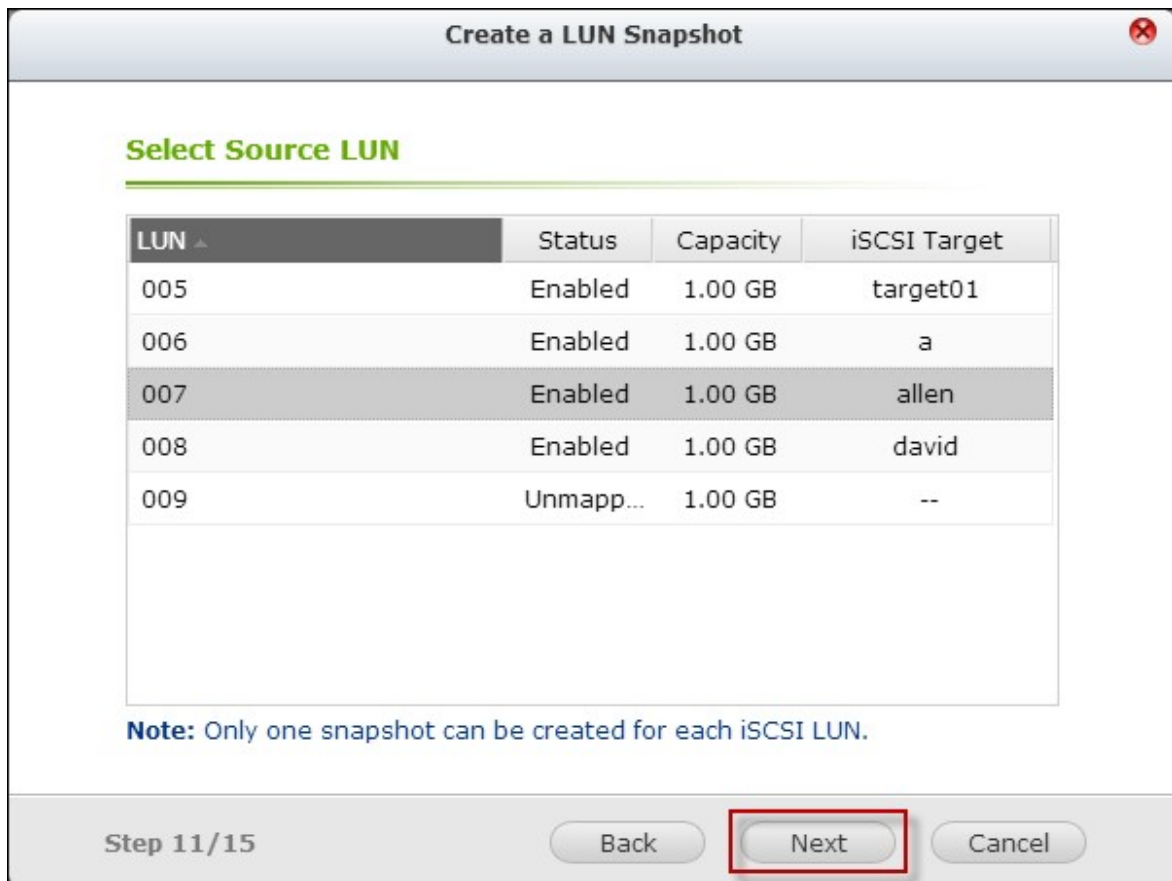 Create a LUN Snapshot
Select Source LUN
LUN Status Capacity iSCSI Target
005 Enabled 1.00 GB target01
006 Enabled 1.00 GB a
007 Enabled 1.00 GB allen
008 Enabled 1.00 GB david
009 Unmapp... 1.00 GB --
Note: Only one snapshot can be created for each iSCSI LUN.
Step 11/15 Back Next Cancel